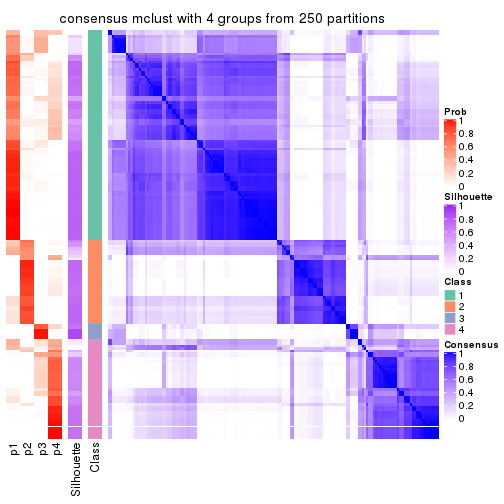 consensus mclust with 4 groups from 250 partitions
Prob
1
0.8
0.6
0.4
0.2
0
Silhouette
1
0.8
0.6
0.4
0.2
0
Class
1
2
3
4
Consensus
1
0.8
0.6
0.4
0.2
0
p1
p2
p3
p4
Silhouette
Class